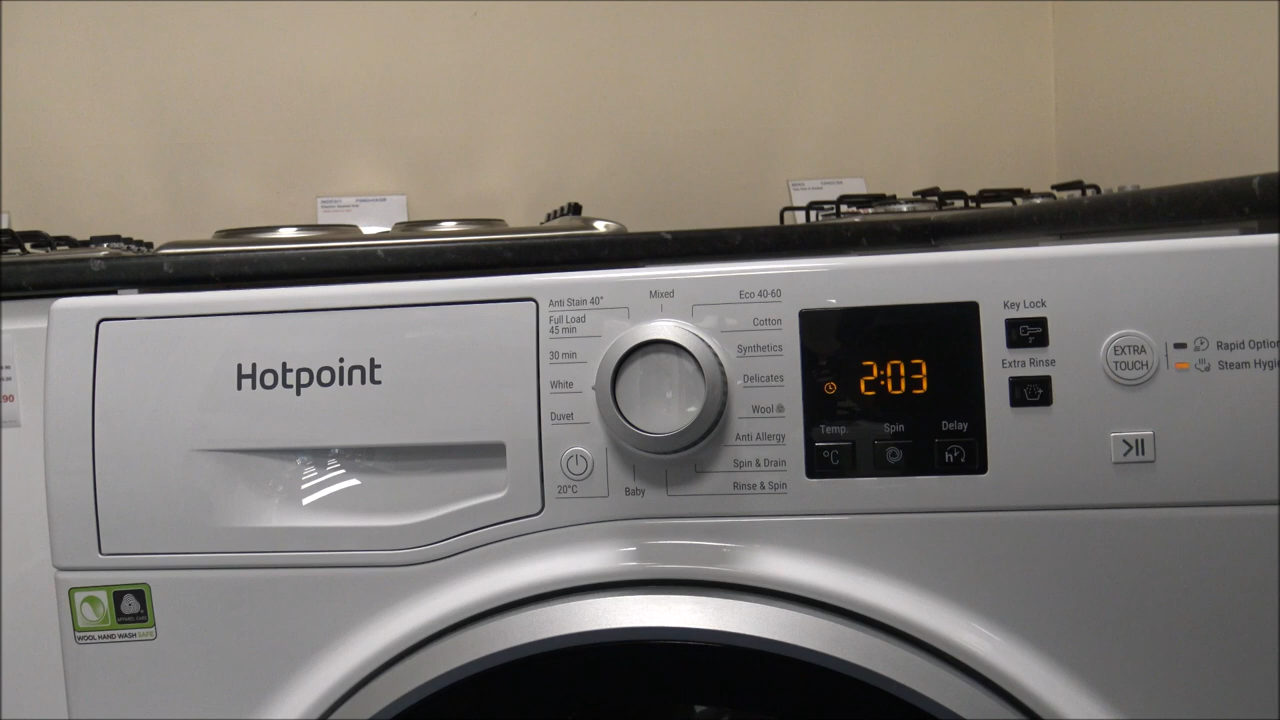 Hotpoint
Anti Stain 40°
Full Load
45 min
30 min
White
Duvet
20°C
Mixed
Baby
Eco 40-60
Cotton
Synthetics
Delicates
Wool
Anti Allergy
Spin & Drain
Rinse & Spin
2:03
Temp.
Spin
Delay
°C
h
Key Lock
3"
Extra Rinse
EXTRA
TOUCH
Rapid Option
Steam Hygie
WOOL HAND WASH SAFE
.90